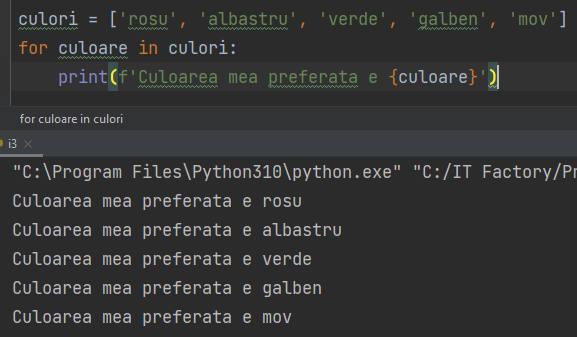 culori = ['rosu', 'albastru', 'verde', 'galben', 'mov']
for culoare in culori:
    print(f'Culoarea mea preferata e {culoare}')
for culoare in culori
i3 ×
"C:\Program Files\Python310\python.exe" "C:/IT Factory/Pr
Culoarea mea preferata e rosu
Culoarea mea preferata e albastru
Culoarea mea preferata e verde
Culoarea mea preferata e galben
Culoarea mea preferata e mov